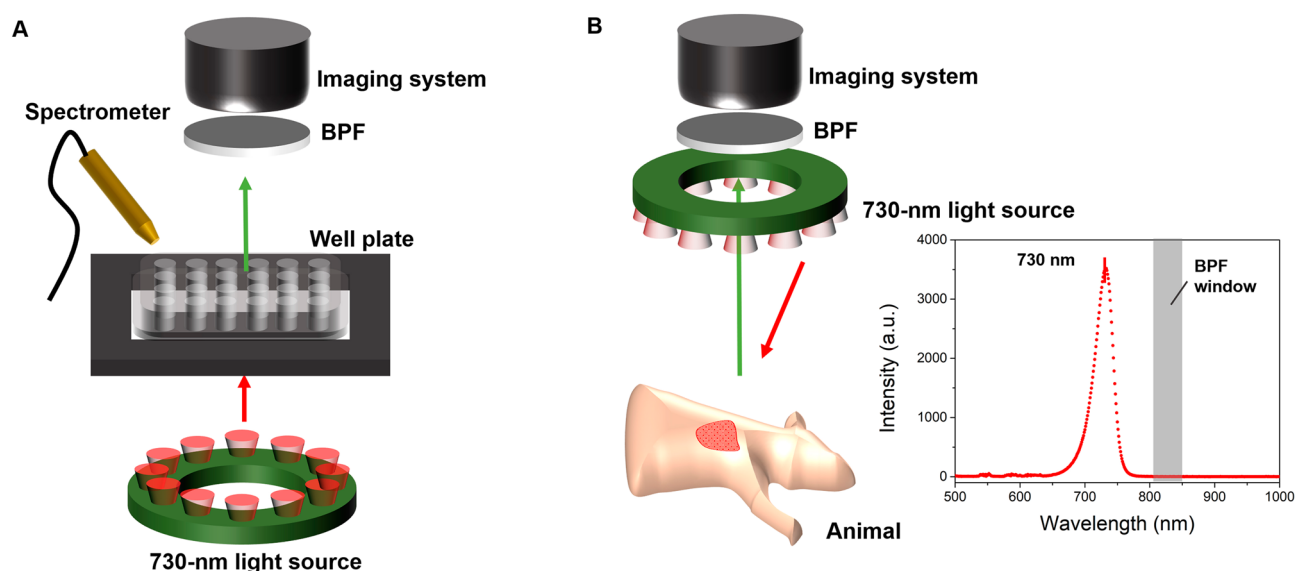 A
Imaging system
Spectrometer
BPF
Well plate
730-nm light source
B
Imaging system
BPF
730-nm light source
Animal
4000
3000
2000
1000
0
Intensity (a.u.)
730 nm
BPF
window
500 600 700 800 900 1000
Wavelength (nm)